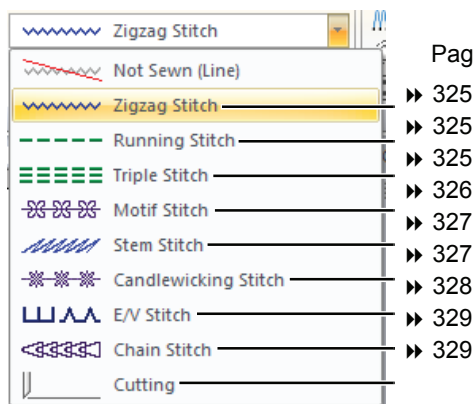 Zigzag Stitch
Pag
Not Sewn (Line)
325
Zigzag Stitch
325
Running Stitch
325
Triple Stitch
326
Motif Stitch
327
Stem Stitch
327
Candlewicking Stitch
328
E/V Stitch
329
Chain Stitch
329
Cutting